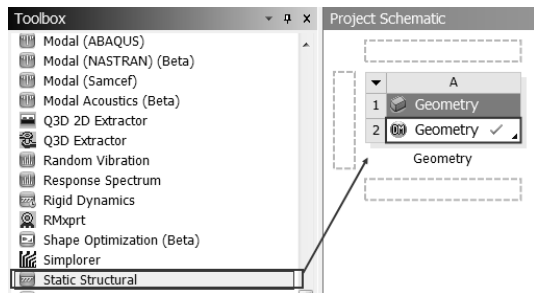 Toolbox
Modal (ABAQUS)
Modal (NASTRAN) (Beta)
Modal (Samcef)
Modal Acoustics (Beta)
Q3D 2D Extractor
Q3D Extractor
Random Vibration
Response Spectrum
Rigid Dynamics
RMxprt
Shape Optimization (Beta)
Simplorer
Static Structural
Project Schematic
A
1 Geometry
2 DM Geometry
Geometry